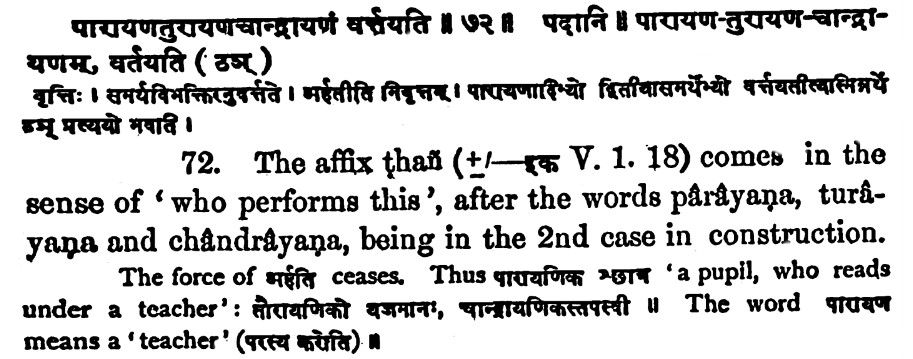 पारायणतुरायणचान्द्रायणं वर्त्तयति ॥ ७२ ॥ पदानि ॥ पारायण-तुरायण-चान्द्रा-
यणम्, वर्तयति ( ठञ् )
वृत्तिः । समर्थविभक्तिरनुवर्त्तते । अर्हतीति निवृत्तम् । पारायणादिभ्यो द्वितीयासमर्थेभ्यो वर्त्तयतीत्यस्मिन्नर्थे
ठञ् प्रत्ययो भवति ।
72. The affix ṭhañ (±/—इक V. 1. 18) comes in the
sense of ‘ who performs this ’, after the words pârâyaṇa, turâ-
yaṇa and chândrâyaṇa, being in the 2nd case in construction.
The force of अर्हति ceases. Thus पारायणिक श्छात्र ‘a pupil, who reads
under a teacher’: तौरायणिको यजमानः, चान्द्रायणिकस्तपस्वी ॥ The word पारायण
means a ‘teacher’ (परस्य करोति) ॥